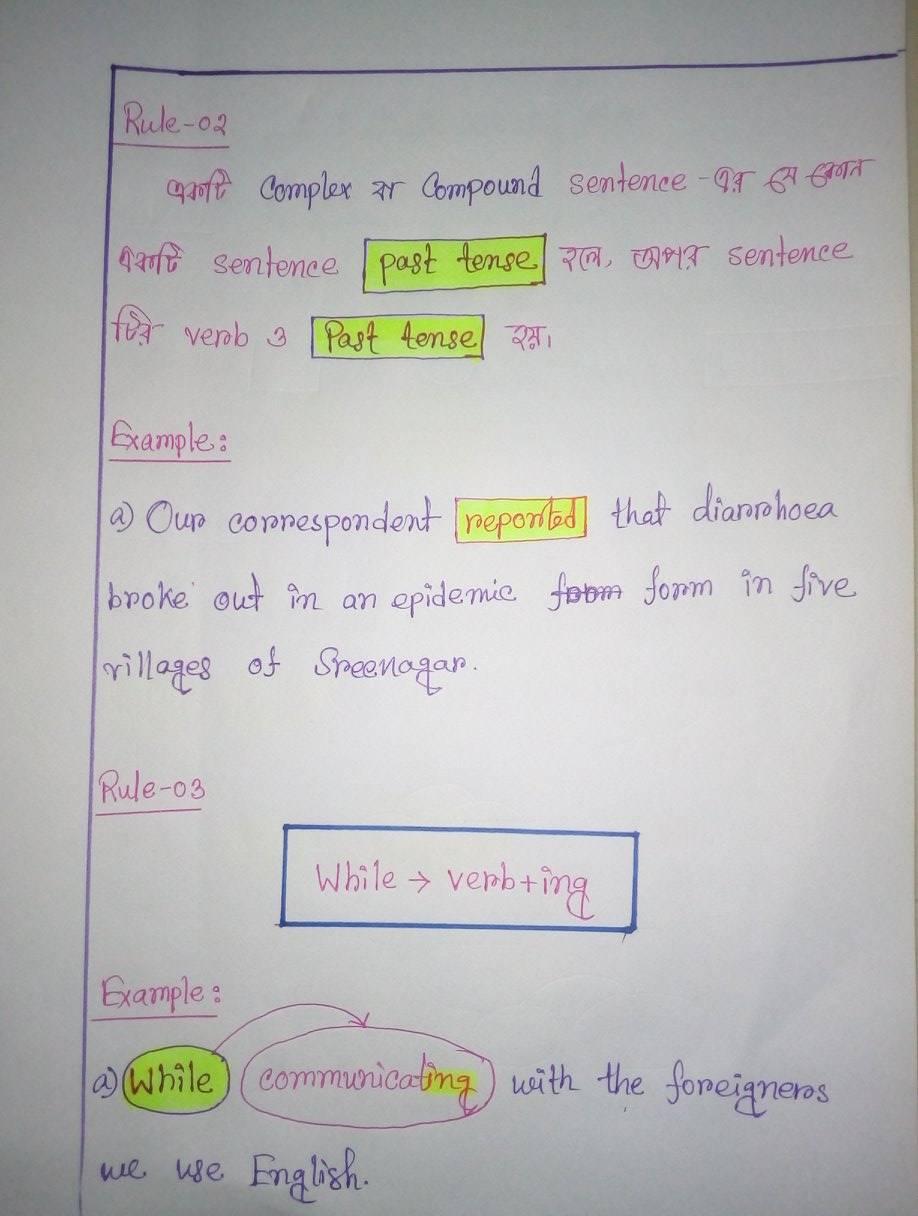 Rule-02
একটি Complex বা Compound sentence-এর যে কোন
একটি sentence past tense হলে, অপর sentence
টির verb ও Past tense হয়।
Example:
a) Our correspondent reported that diarrhoea
broke out in an epidemic form form in five
villages of Sreenagar.
Rule-03
While → verb+ing
Example:
a) While communicating with the foreigners
we use English.